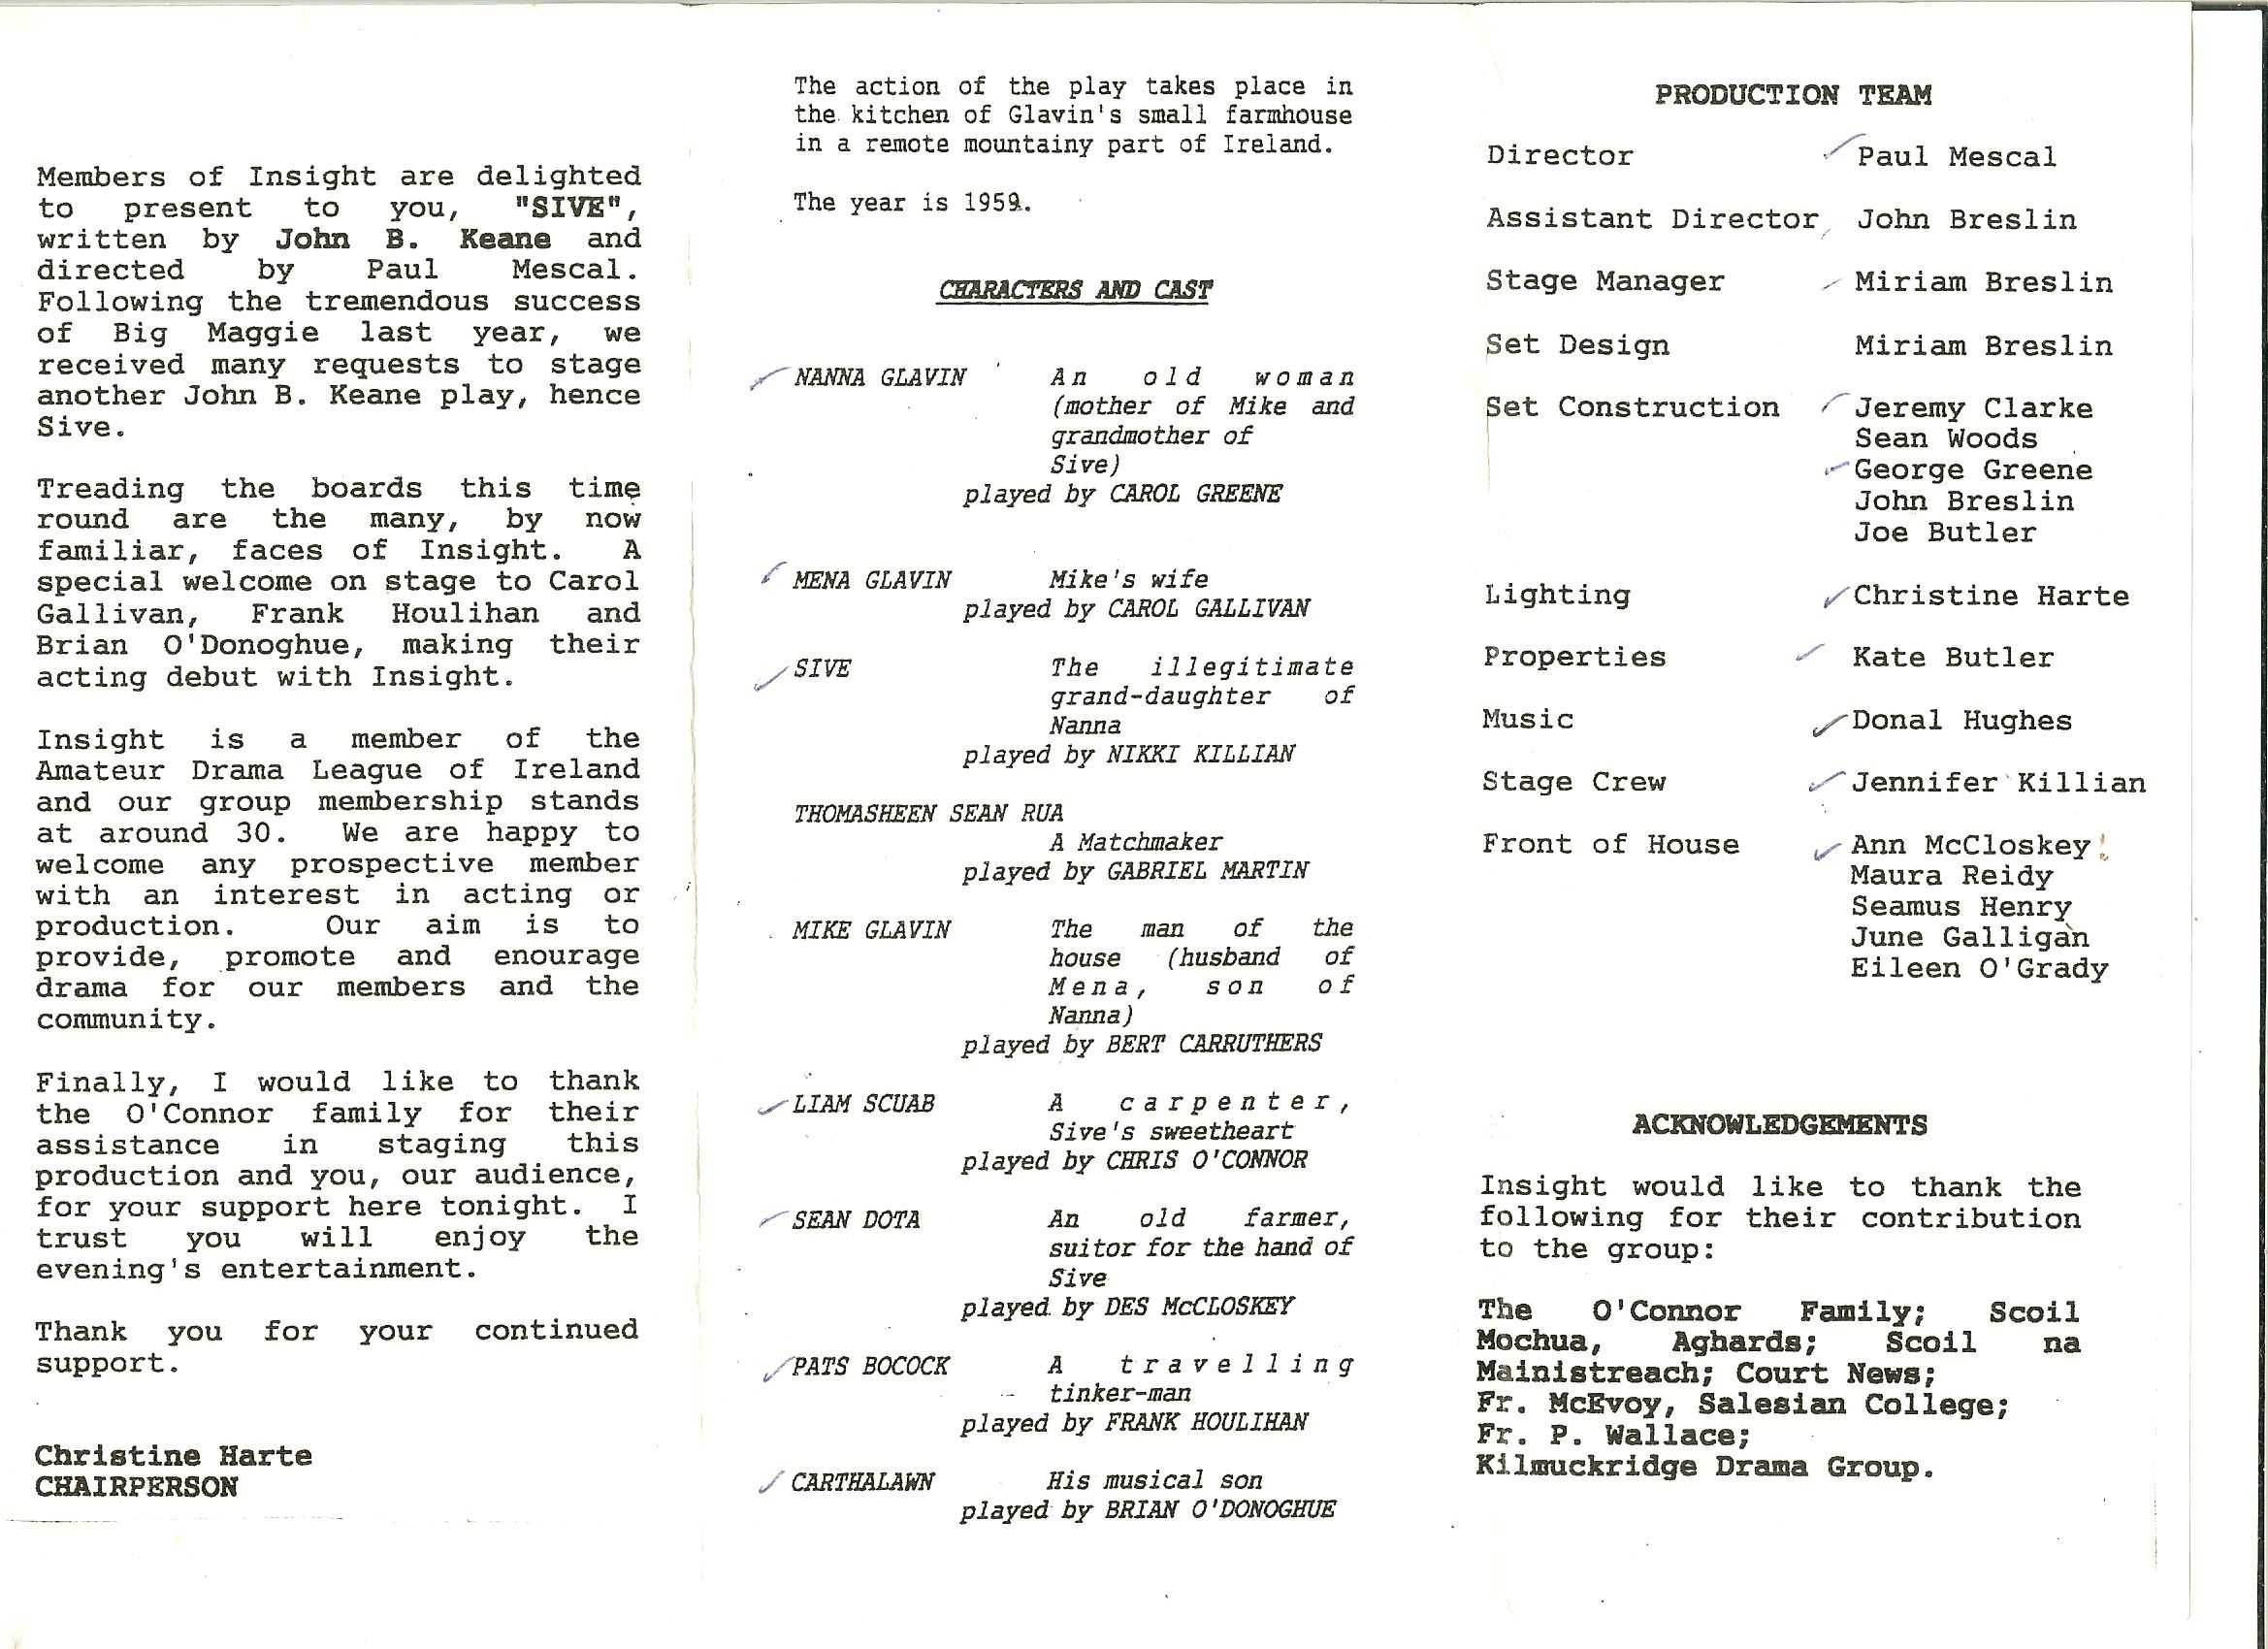 Members of Insight are delighted
to present to you, "SIVE",
written by John B. Keane and
directed by Paul Mescal.
Following the tremendous success
of Big Maggie last year, we
received many requests to stage
another John B. Keane play, hence
Sive.
Treading the boards this time
round are the many, by now
familiar, faces of Insight. A
special welcome on stage to Carol
Gallivan, Frank Houlihan and
Brian O'Donoghue, making their
acting debut with Insight.
Insight is a member of the
Amateur Drama League of Ireland
and our group membership stands
at around 30. We are happy to
welcome any prospective member
with an interest in acting or
production. Our aim is to
provide, promote and enourage
drama for our members and the
community.
Finally, I would like to thank
the O'Connor family for their
assistance in staging this
production and you, our audience,
for your support here tonight. I
trust you will enjoy the
evening's entertainment.
Thank you for your continued
support.
Christine Harte
CHAIRPERSON
The action of the play takes place in
the kitchen of Glavin's small farmhouse
in a remote mountainy part of Ireland.
The year is 1959.
CHARACTERS AND CAST
NANNA GLAVIN An old woman
(mother of Mike and
grandmother of
Sive)
played by CAROL GREENE
MENA GLAVIN Mike's wife
played by CAROL GALLIVAN
SIVE The illegitimate
grand-daughter of
Nanna
played by NIKKI KILLIAN
THOMASHEEN SEAN RUA
A Matchmaker
played by GABRIEL MARTIN
MIKE GLAVIN The man of the
house (husband of
Mena, son of
Nanna)
played by BERT CARRUTHERS
LIAM SCUAB A carpenter,
Sive's sweetheart
played by CHRIS O'CONNOR
SEAN DOTA An old farmer,
suitor for the hand of
Sive
played by DES McCLOSKEY
PATS BOCOCK A travelling
tinker-man
played by FRANK HOULIHAN
CARTHALAWN His musical son
played by BRIAN O'DONOGHUE
PRODUCTION TEAM
Director Paul Mescal
Assistant Director John Breslin
Stage Manager Miriam Breslin
Set Design Miriam Breslin
Set Construction Jeremy Clarke
Sean Woods
George Greene
John Breslin
Joe Butler
Lighting Christine Harte
Properties Kate Butler
Music Donal Hughes
Stage Crew Jennifer Killian
Front of House Ann McCloskey
Maura Reidy
Seamus Henry
June Galligan
Eileen O'Grady
ACKNOWLEDGEMENTS
Insight would like to thank the
following for their contribution
to the group:
The O'Connor Family; Scoil
Mochua, Aghards; Scoil na
Mainistreach; Court News;
Fr. McEvoy, Salesian College;
Fr. P. Wallace;
Kilmuckridge Drama Group.